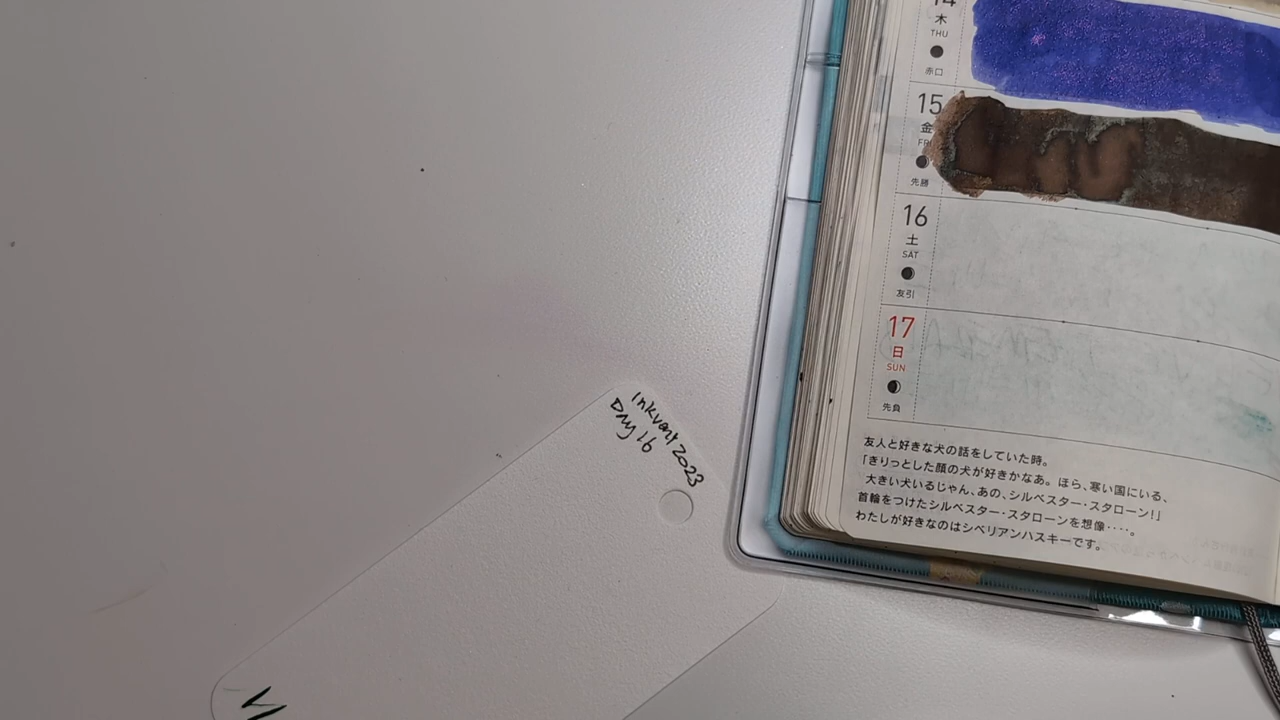 木
THU
赤口
15
金
先勝
16
土
SAT
友引
17
日
SUN
先負
友人と好きな犬の話をしていた時。
「きりっとした顔の犬が好きかなあ。ほら、寒い国にいる、
大きい犬いるじゃん、あの、シルベスター・スタローン!」
首輪をつけたシルベスター・スタローンを想像‥‥。
わたしが好きなのはシベリアンハスキーです。
Inkvent 2023
Day 16